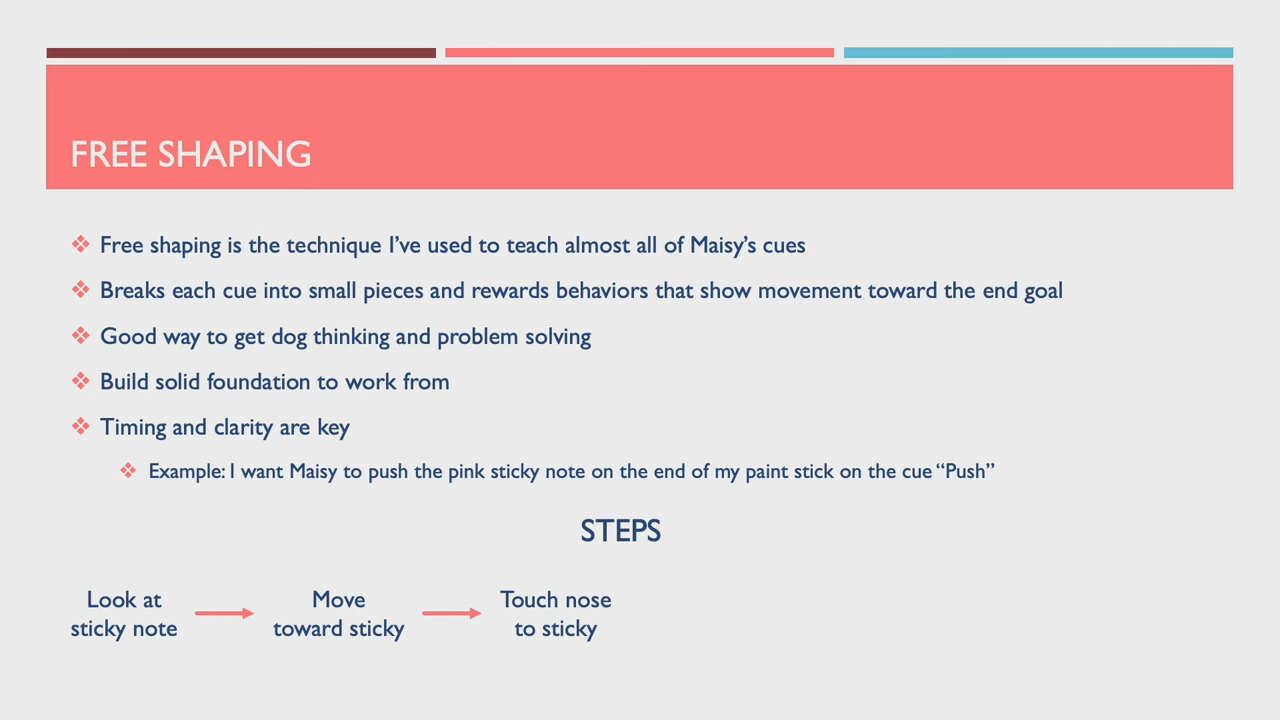 FREE SHAPING
Free shaping is the technique I’ve used to teach almost all of Maisy’s cues
Breaks each cue into small pieces and rewards behaviors that show movement toward the end goal
Good way to get dog thinking and problem solving
Build solid foundation to work from
Timing and clarity are key
Example: I want Maisy to push the pink sticky note on the end of my paint stick on the cue “Push”
STEPS
Look at
sticky note
Move
toward sticky
Touch nose
to sticky